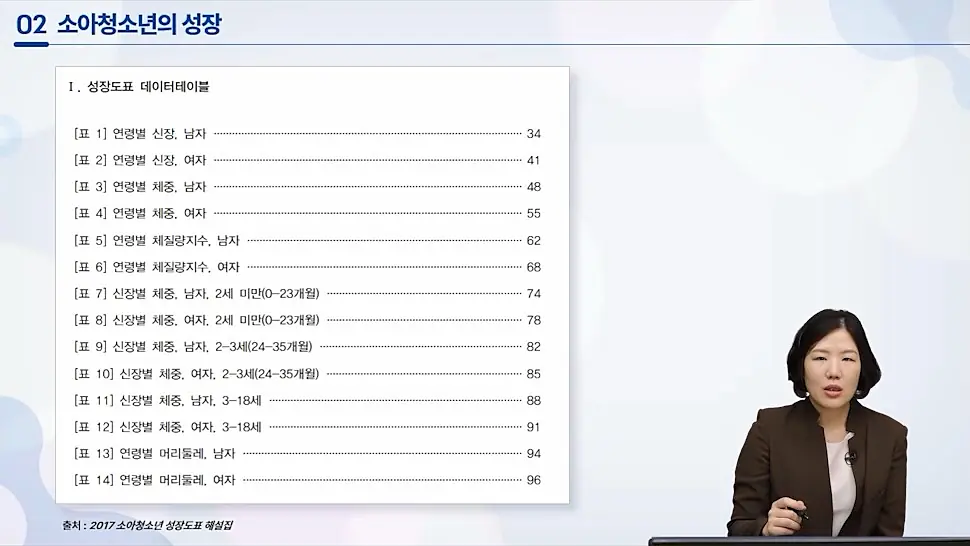 02 소아청소년의 성장
Ⅰ. 성장도표 데이터테이블
[표 1] 연령별 신장, 남자 34
[표 2] 연령별 신장, 여자 41
[표 3] 연령별 체중, 남자 48
[표 4] 연령별 체중, 여자 55
[표 5] 연령별 체질량지수, 남자 62
[표 6] 연령별 체질량지수, 여자 68
[표 7] 신장별 체중, 남자, 2세 미만(0-23개월) 74
[표 8] 신장별 체중, 여자, 2세 미만(0-23개월) 78
[표 9] 신장별 체중, 남자, 2-3세(24-35개월) 82
[표 10] 신장별 체중, 여자, 2-3세(24-35개월) 85
[표 11] 신장별 체중, 남자, 3-18세 88
[표 12] 신장별 체중, 여자, 3-18세 91
[표 13] 연령별 머리둘레, 남자 94
[표 14] 연령별 머리둘레, 여자 96
출처 : 2017 소아청소년 성장도표 해설집